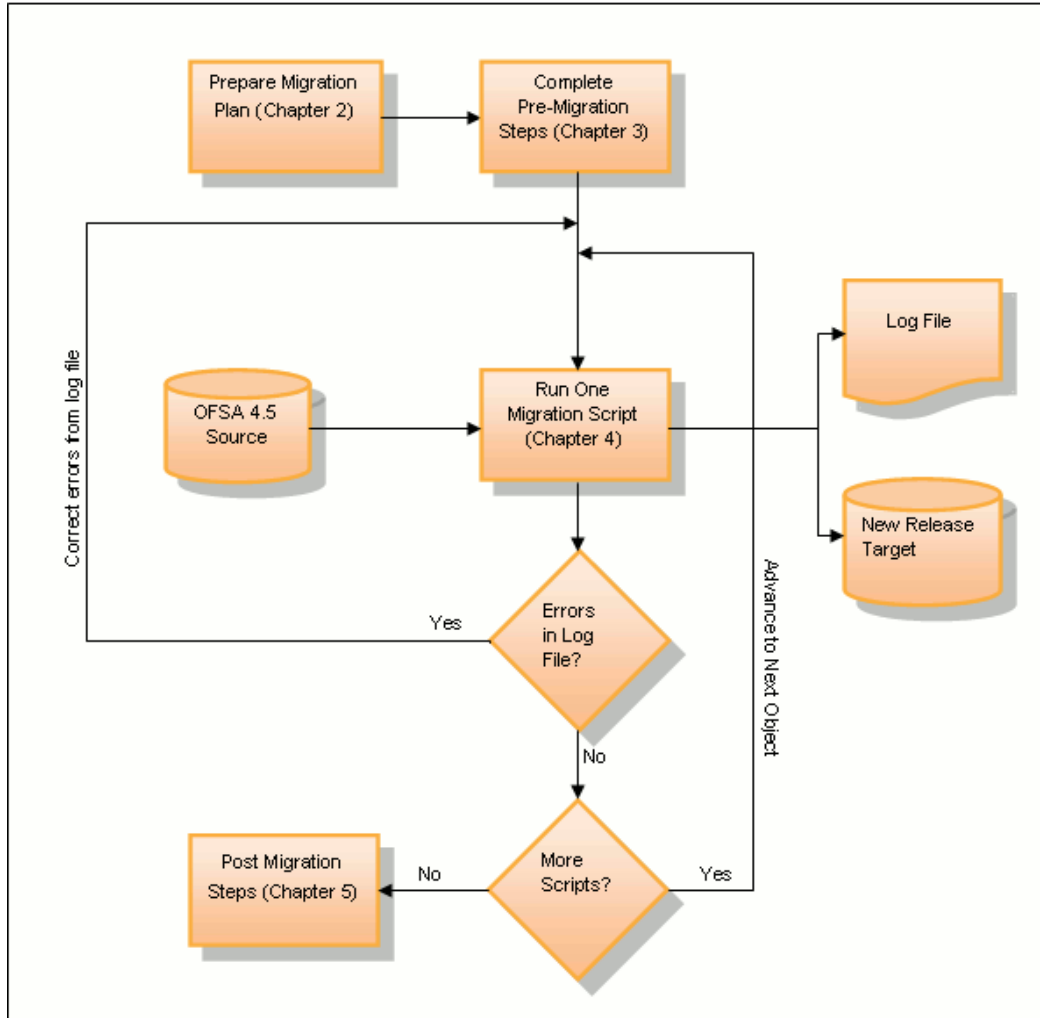 Prepare Migration
Plan (Chapter 2)
Complete
Pre-Migration
Steps (Chapter 3)
Correct errors from log file
OFSA 4.5
Source
Run One
Migration Script
(Chapter 4)
Log File
New Release
Target
Advance to Next Object
Errors
in Log
File?
Yes
No
More
Scripts?
Yes
No
Post Migration
Steps (Chapter 5)